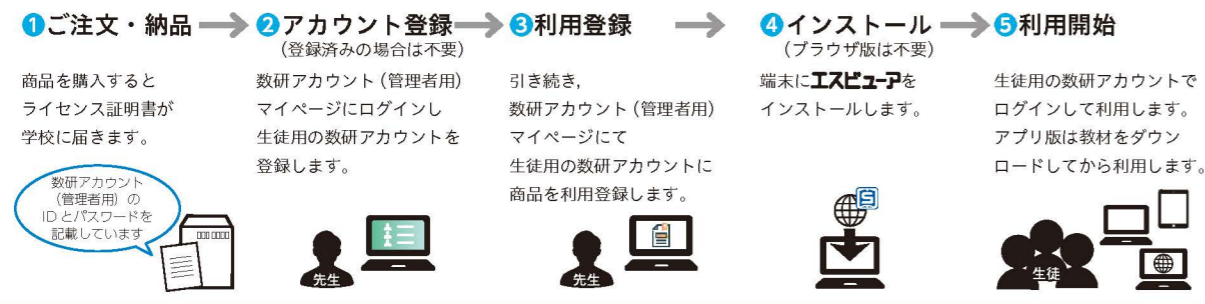 ❶ご注文・納品
商品を購入すると
ライセンス証明書が
学校に届きます。
数研アカウント
(管理者用)の
IDとパスワードを
記載しています
❷アカウント登録
(登録済みの場合は不要)
数研アカウント(管理者用)
マイページにログインし
生徒用の数研アカウントを
登録します。
先生
❸利用登録
引き続き,
数研アカウント(管理者用)
マイページにて
生徒用の数研アカウントに
商品を利用登録します。
先生
❹インストール
(ブラウザ版は不要)
端末にエスビューアを
インストールします。
❺利用開始
生徒用の数研アカウントで
ログインして利用します。
アプリ版は教材をダウン
ロードしてから利用します。
生徒